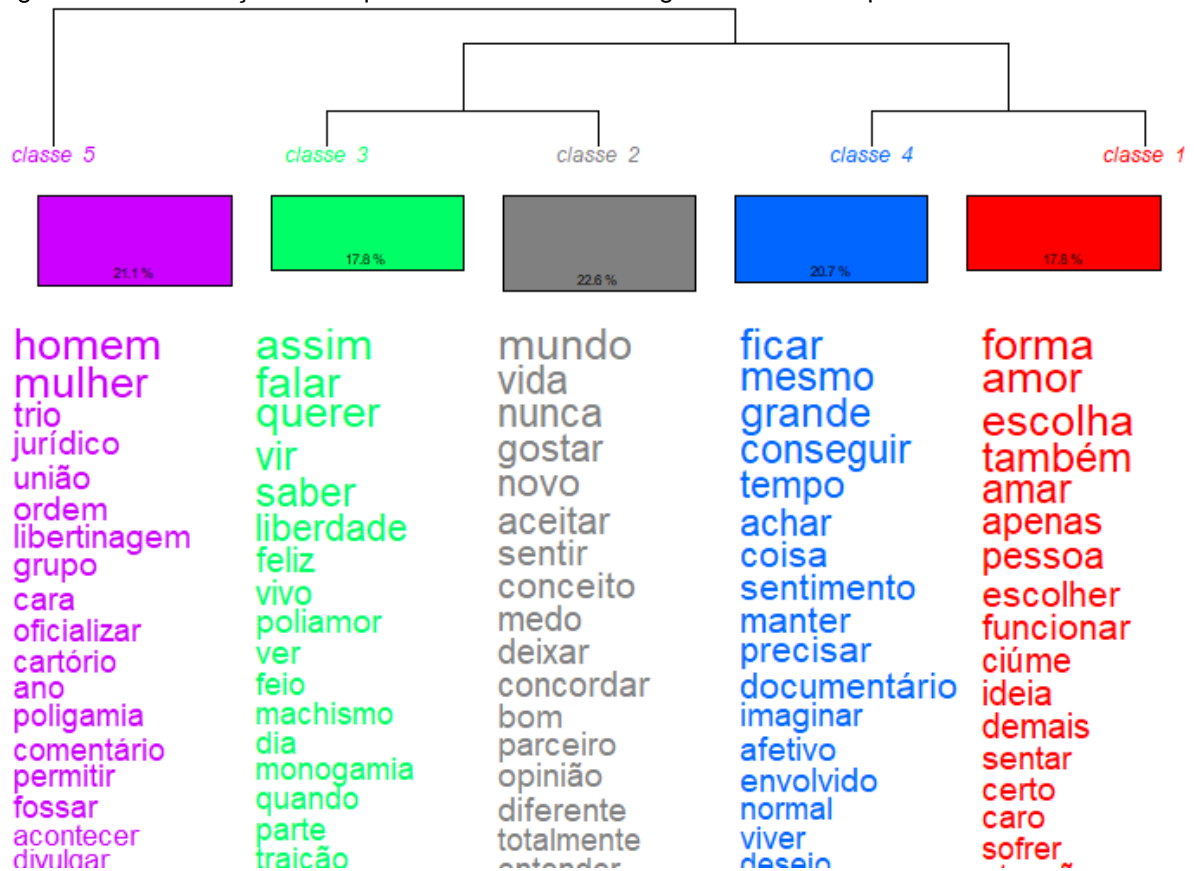 classe 5
classe 3
classe 2
classe 4
classe 1
21.1 %
17.8 %
22.6 %
20.7 %
17.8 %
homem
mulher
trio
jurídico
união
ordem
libertinagem
grupo
cara
oficializar
cartório
ano
poligamia
comentário
permitir
fossar
acontecer
divulgar
assim
falar
querer
vir
saber
liberdade
feliz
vivo
poliamor
ver
feio
machismo
dia
monogamia
quando
parte
traição
mundo
vida
nunca
gostar
novo
aceitar
sentir
conceito
medo
deixar
concordar
bom
parceiro
opinião
diferente
totalmente
entender
ficar
mesmo
grande
conseguir
tempo
achar
coisa
sentimento
manter
precisar
documentário
imaginar
afetivo
envolvido
normal
viver
desejo
forma
amor
escolha
também
amar
apenas
pessoa
escolher
funcionar
ciúme
ideia
demais
sentar
certo
caro
sofrer